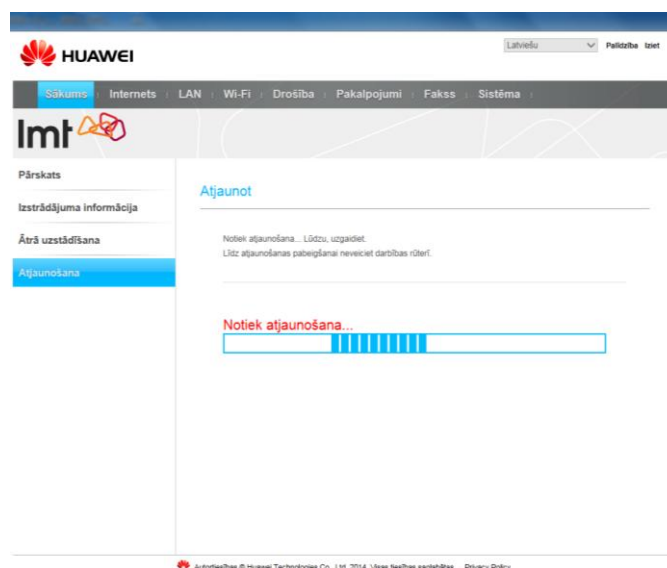 HUAWEI
Latviešu
Palīdzība Iziet
Sākums Internets LAN Wi-Fi Drošība Pakalpojumi Fakss Sistēma
lmt
Pārskats
Izstrādājuma informācija
Ātrā uzstādīšana
Atjaunošana
Atjaunot
Notiek atjaunošana... Lūdzu, uzgaidiet.
Līdz atjaunošanas pabeigšanai neveiciet darbības rūterī.
Notiek atjaunošana...
Autortiesības © Huawei Technologies Co., Ltd. 2014. Visas tiesības saglabātas. Privacy Policy